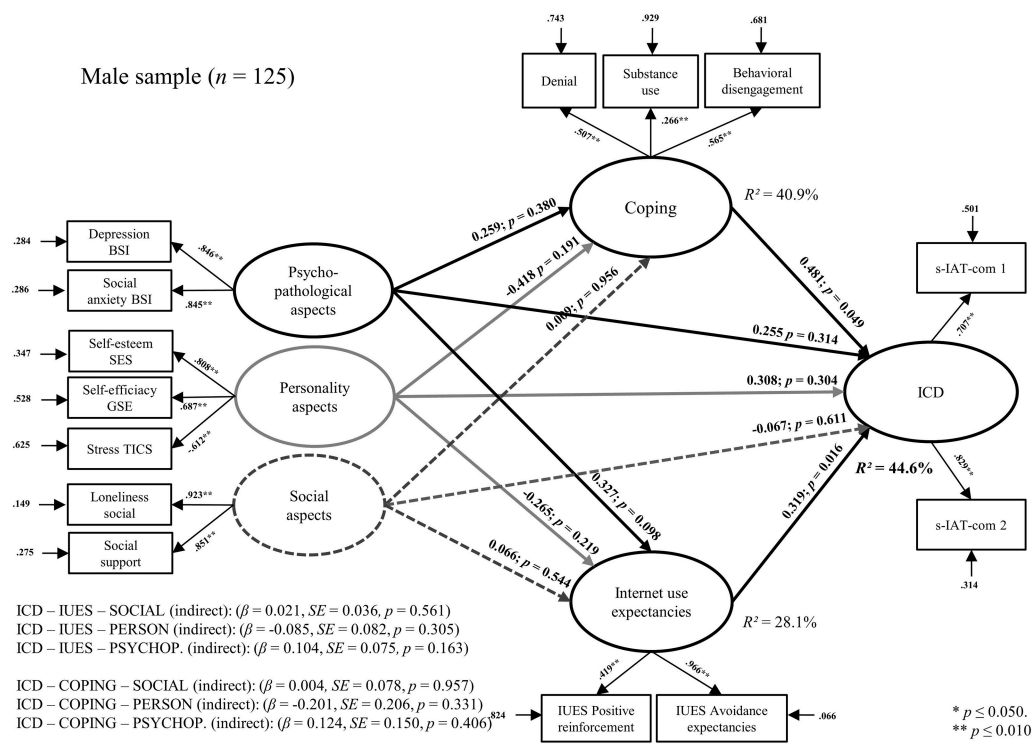 .743
.929
.681
Male sample (n = 125)
Denial
Substance
use
Behavioral
disengagement
.507**
.266**
.565**
Coping
R² = 40.9%
.284
Depression
BSI
.846**
.286
Social
anxiety BSI
.845**
Psycho-
pathological
aspects
0.259; p = 0.380
-0.418 p = 0.191
0.009; p = 0.956
0.481; p = 0.049
0.255 p = 0.314
.501
s-IAT-com 1
.707**
.347
Self-esteem
SES
.808**
.528
Self-efficiacy
GSE
.687**
.625
Stress TICS
-.612**
Personality
aspects
0.308; p = 0.304
ICD
-0.067; p = 0.611
R² = 44.6%
.829**
.149
Loneliness
social
.923**
.275
Social
support
.851**
Social
aspects
0.327; p = 0.098
-0.265; p = 0.219
0.066; p = 0.544
0.319; p = 0.016
s-IAT-com 2
.314
Internet use
expectancies
R² = 28.1%
ICD – IUES – SOCIAL (indirect): (β = 0.021, SE = 0.036, p = 0.561)
ICD – IUES – PERSON (indirect): (β = -0.085, SE = 0.082, p = 0.305)
ICD – IUES – PSYCHOP. (indirect): (β = 0.104, SE = 0.075, p = 0.163)
ICD – COPING – SOCIAL (indirect): (β = 0.004, SE = 0.078, p = 0.957)
ICD – COPING – PERSON (indirect): (β = -0.201, SE = 0.206, p = 0.331)
ICD – COPING – PSYCHOP. (indirect): (β = 0.124, SE = 0.150, p = 0.406)
.419**
.966**
.824
IUES Positive
reinforcement
IUES Avoidance
expectancies
.066
* p ≤ 0.050.
** p ≤ 0.010